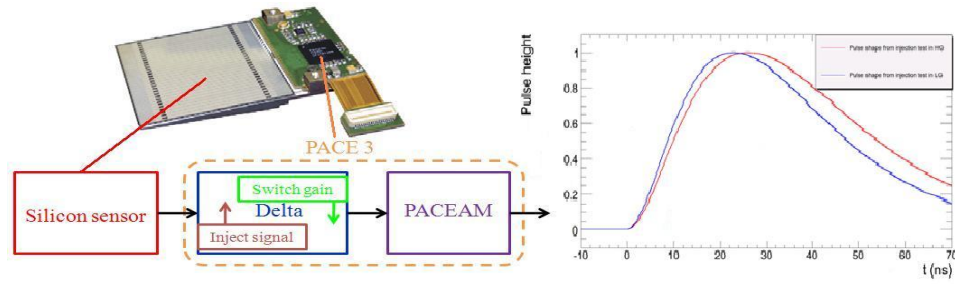 PACE 3
Silicon sensor
Switch gain
Delta
Inject signal
PACEAM
Pulse height
Pulse shape from injection test in HG
Pulse shape from injection test in LG
1
0.8
0.6
0.4
0.2
0
-10 0 10 20 30 40 50 60 70
t (ns)